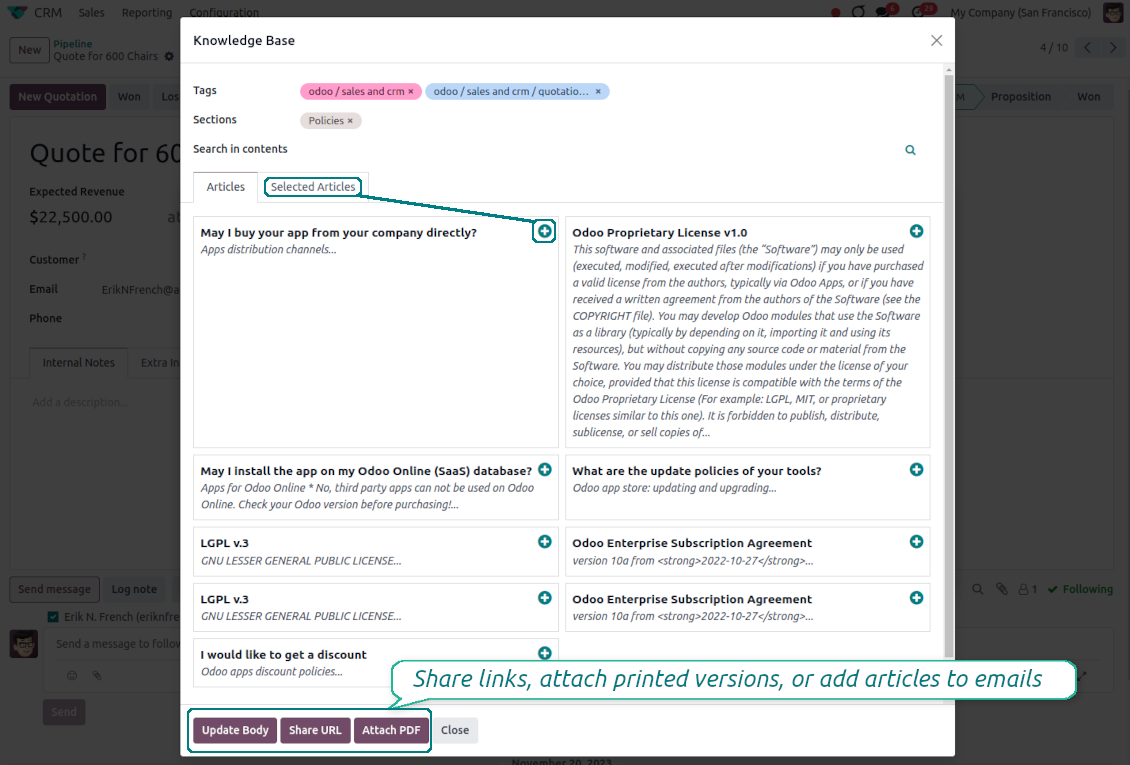 CRM Sales Reporting Configuration 6 29 My Company (San Francisco)
New Pipeline
Quote for 600 Chairs
4 / 10
Knowledge Base
New Quotation Won Los
Proposition Won
Tags odoo / sales and crm × odoo / sales and crm / quotatio... ×
Sections Policies ×
Search in contents
Quote for 60
Articles Selected Articles
Expected Revenue
$22,500.00 at
Customer ?
Email ErikNFrench@a
Phone
Internal Notes Extra In
Add a description...
May I buy your app from your company directly?
Apps distribution channels...
Odoo Proprietary License v1.0
This software and associated files (the “Software”) may only be used
(executed, modified, executed after modifications) if you have purchased
a valid license from the authors, typically via Odoo Apps, or if you have
received a written agreement from the authors of the Software (see the
COPYRIGHT file). You may develop Odoo modules that use the Software
as a library (typically by depending on it, importing it and using its
resources), but without copying any source code or material from the
Software. You may distribute those modules under the license of your
choice, provided that this license is compatible with the terms of the
Odoo Proprietary License (For example: LGPL, MIT, or proprietary
licenses similar to this one). It is forbidden to publish, distribute,
sublicense, or sell copies of...
May I install the app on my Odoo Online (SaaS) database?
Apps for Odoo Online * No, third party apps can not be used on Odoo
Online. Check your Odoo version before purchasing!...
What are the update policies of your tools?
Odoo app store: updating and upgrading...
LGPL v.3
GNU LESSER GENERAL PUBLIC LICENSE...
Odoo Enterprise Subscription Agreement
version 10a from <strong>2022-10-27</strong>...
LGPL v.3
GNU LESSER GENERAL PUBLIC LICENSE...
Odoo Enterprise Subscription Agreement
version 10a from <strong>2022-10-27</strong>...
I would like to get a discount
Odoo apps discount policies...
Send message Log note
1 Following
Erik N. French (eriknfre
Send a message to follow
Send
Share links, attach printed versions, or add articles to emails
Update Body Share URL Attach PDF Close
November 20, 2023